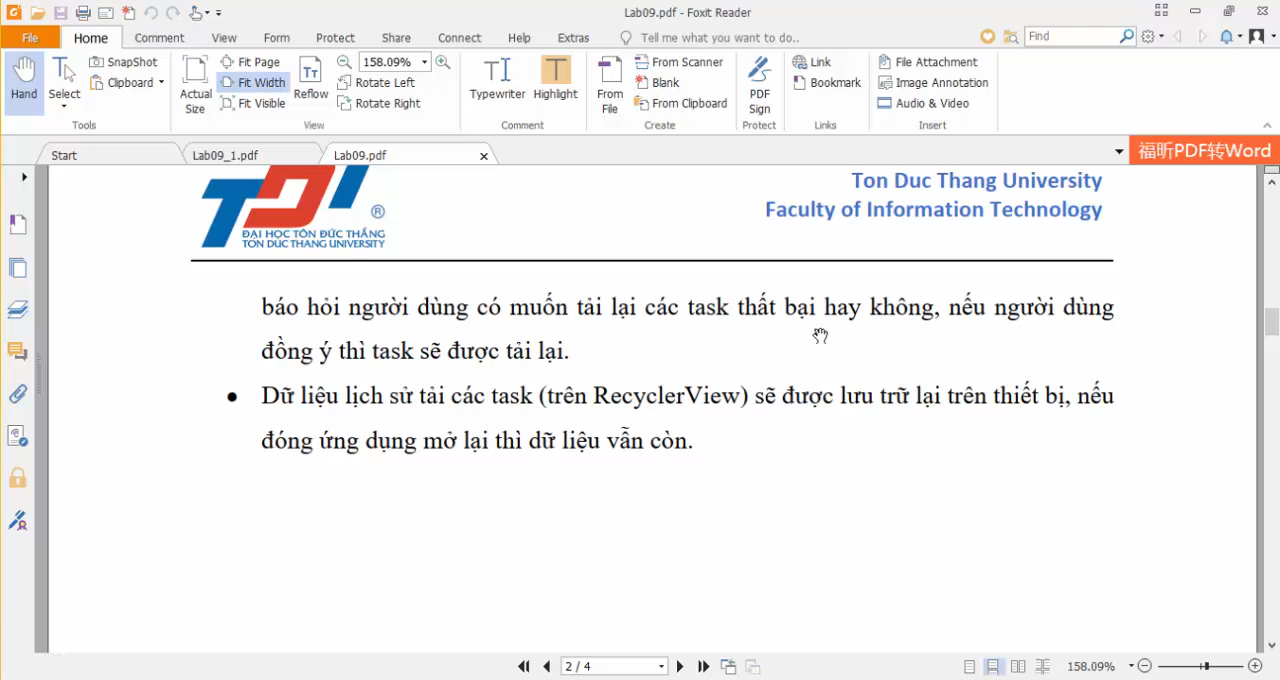 Lab09.pdf - Foxit Reader
File Home Comment View Form Protect Share Connect Help Extras Tell me what you want to do.. Find
Hand
Select
SnapShot
Clipboard
Tools
Actual Size
Fit Page
Fit Width
Fit Visible
Reflow
158.09%
Rotate Left
Rotate Right
View
Typewriter
Highlight
Comment
From File
From Scanner
Blank
From Clipboard
Create
PDF Sign
Protect
Link
Bookmark
Links
File Attachment
Image Annotation
Audio & Video
Insert
Start Lab09_1.pdf Lab09.pdf 福昕PDF转Word
TDT ®
ĐẠI HỌC TÔN ĐỨC THẮNG
TON DUC THANG UNIVERSITY
Ton Duc Thang University
Faculty of Information Technology
báo hỏi người dùng có muốn tải lại các task thất bại hay không, nếu người dùng
đồng ý thì task sẽ được tải lại.
• Dữ liệu lịch sử tải các task (trên RecyclerView) sẽ được lưu trữ lại trên thiết bị, nếu
đóng ứng dụng mở lại thì dữ liệu vẫn còn.
2 / 4 158.09%